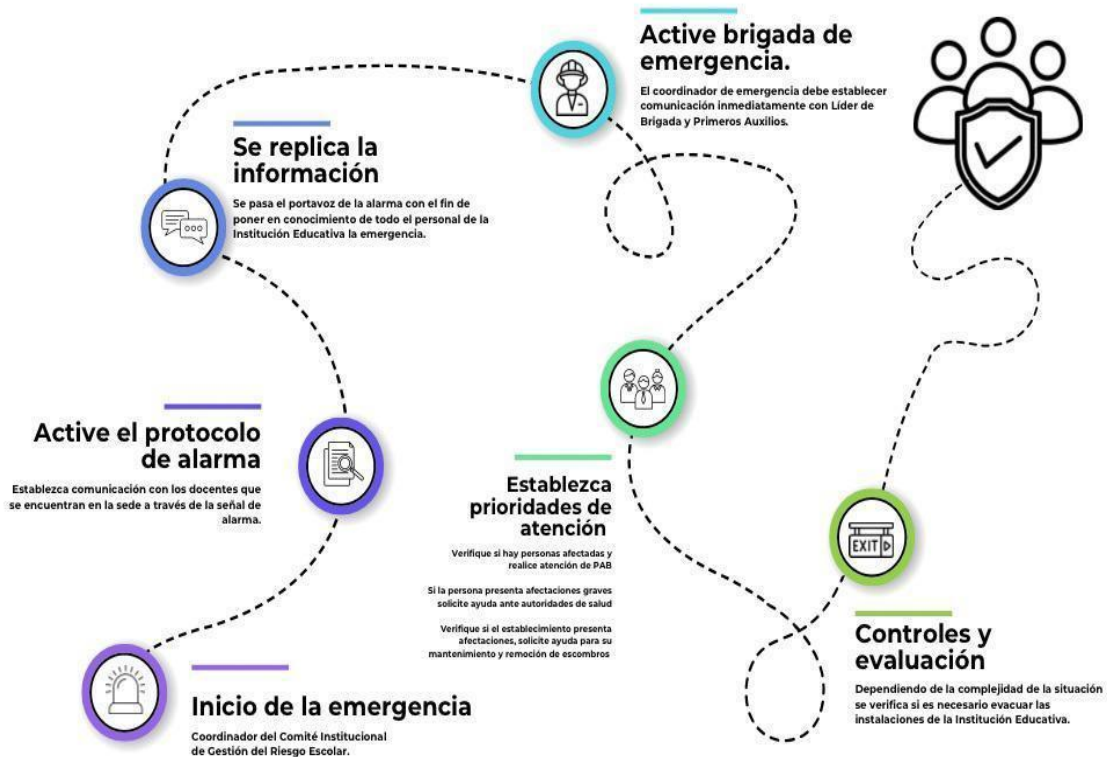 Active brigada de
emergencia.
El coordinador de emergencia debe establecer
comunicación inmediatamente con Líder de
Brigada y Primeros Auxilios.
Se replica la
información
Se pasa el portavoz de la alarma con el fin de
poner en conocimiento de todo el personal de la
Institución Educativa la emergencia.
Active el protocolo
de alarma
Establezca comunicación con los docentes que
se encuentran en la sede a través de la señal de
alarma.
Establezca
prioridades de
atención
Verifique si hay personas afectadas y
realice atención de PAB
Si la persona presenta afectaciones graves
solicite ayuda ante autoridades de salud
Verifique si el establecimiento presenta
afectaciones, solicite ayuda para su
mantenimiento y remoción de escombros
EXIT
Controles y
evaluación
Dependiendo de la complejidad de la situación
se verifica si es necesario evacuar las
instalaciones de la Institución Educativa.
Inicio de la emergencia
Coordinador del Comité Institucional
de Gestión del Riesgo Escolar.